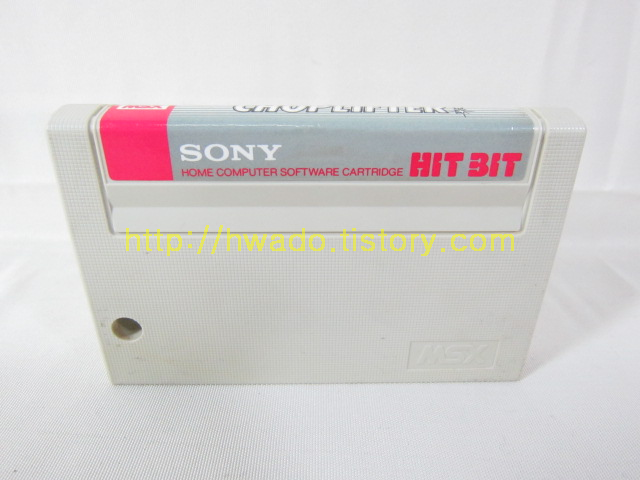 MSX
CHOPLIFTER
SONY
HOME COMPUTER SOFTWARE CARTRIDGE
HIT BIT
http://hwado.tistory.com
MSX